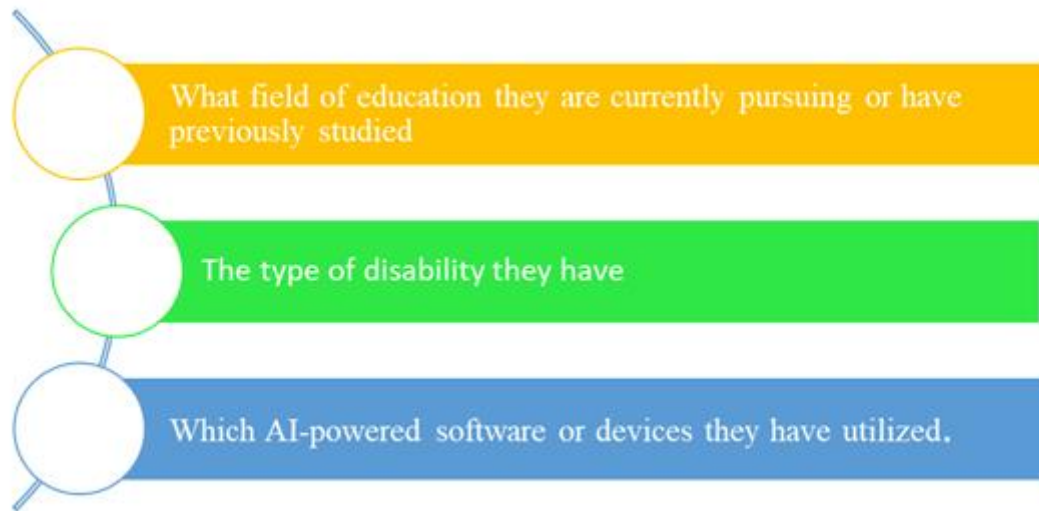 What field of education they are currently pursuing or have
previously studied
The type of disability they have
Which AI-powered software or devices they have utilized.